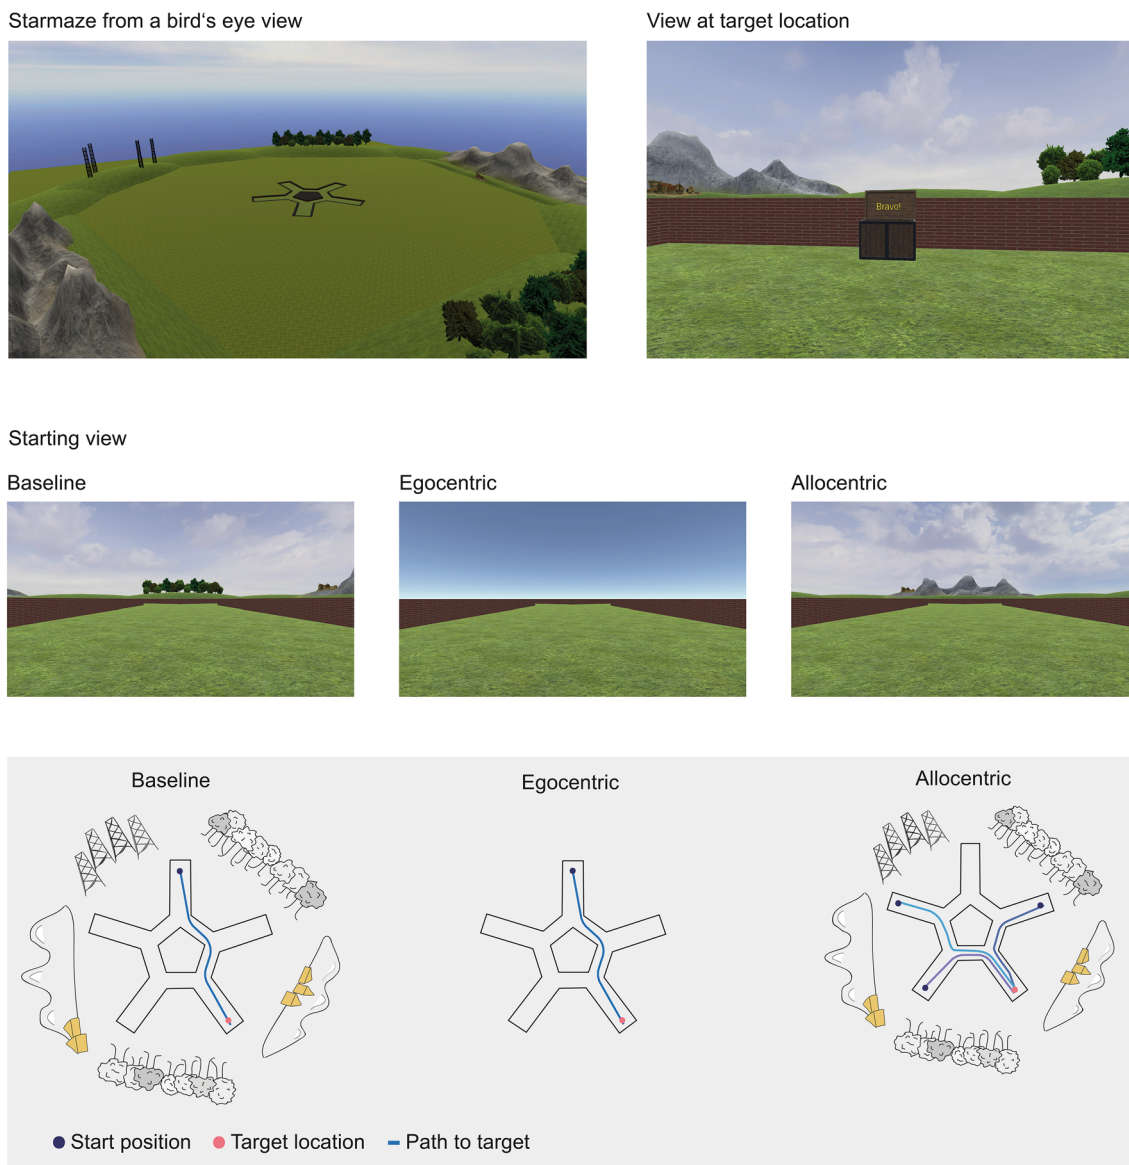 Starmaze from a bird‘s eye view
View at target location
Bravo!
Starting view
Baseline
Egocentric
Allocentric
Baseline
Egocentric
Allocentric
Start position
Target location
Path to target